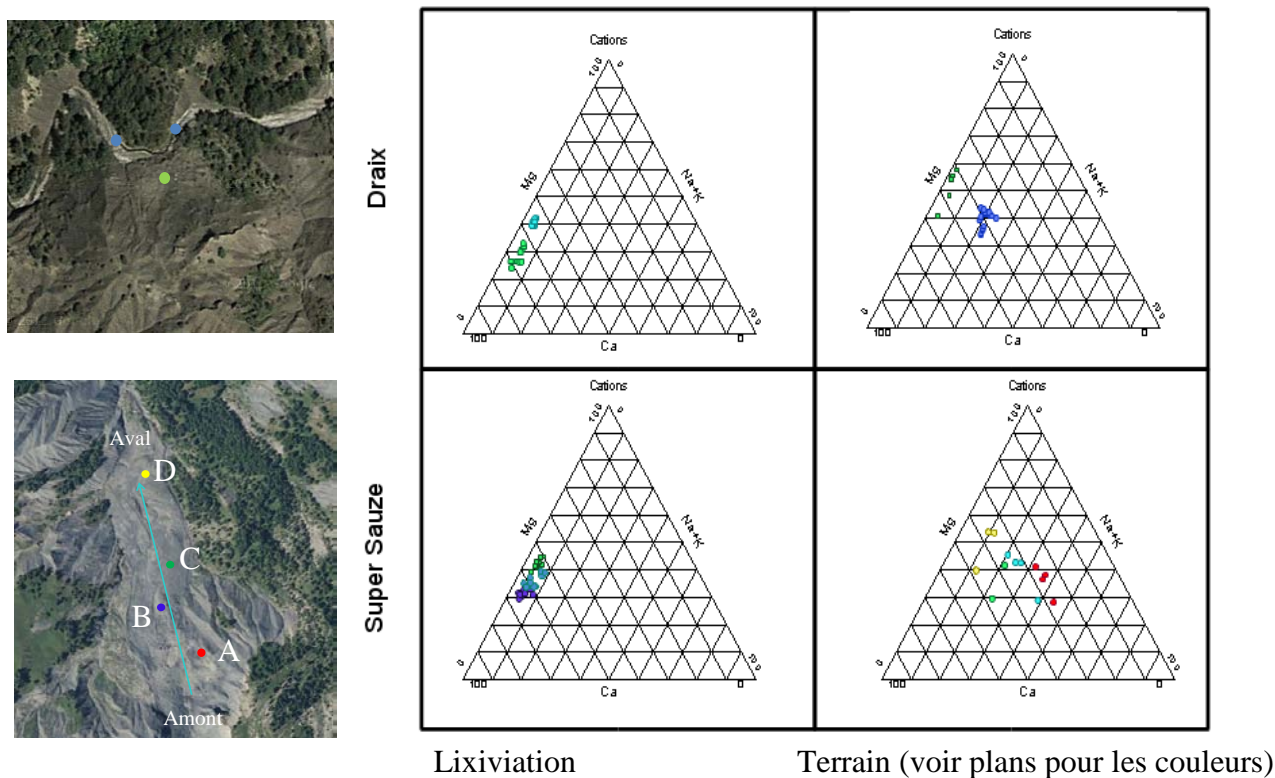 Draix
Cations
100
0
Mg
Na+K
0
100
100
0
Ca
Cations
100
0
Mg
Na+K
0
100
100
0
Ca
Aval
D
C
B
A
Amont
Super Sauze
Cations
100
0
Mg
Na+K
0
100
100
0
Ca
Cations
100
0
Mg
Na+K
0
100
100
0
Ca
Lixiviation
Terrain (voir plans pour les couleurs)